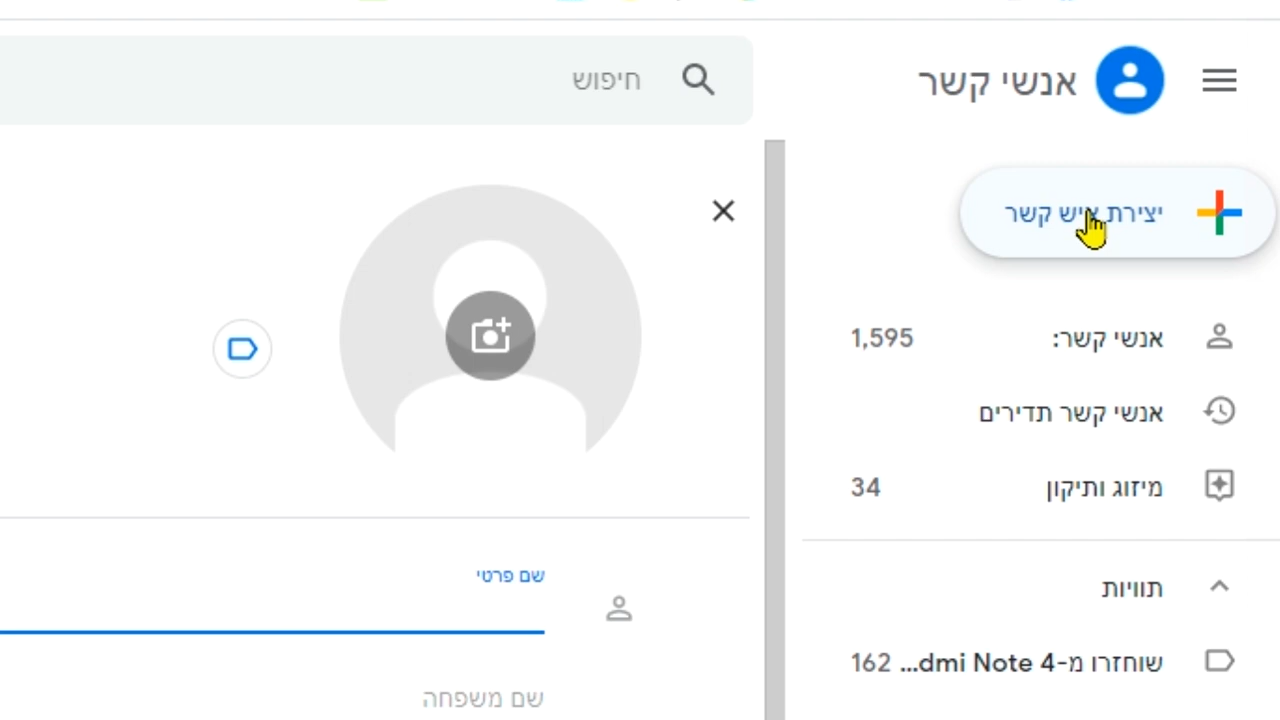 אנשי קשר
חיפוש
יצירת איש קשר
אנשי קשר: 1,595
אנשי קשר תדירים
מיזוג ותיקון 34
תוויות
שוחזרו מ-dmi Note 4... 162
שם פרטי
שם משפחה